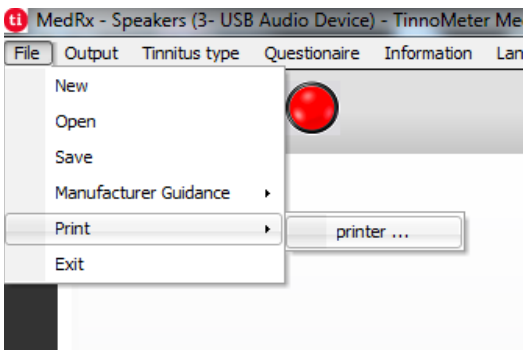 ti MedRx - Speakers (3- USB Audio Device) - TinnoMeter Me
File Output Tinnitus type Questionaire Information Lan
New
Open
Save
Manufacturer Guidance
Print
printer ...
Exit